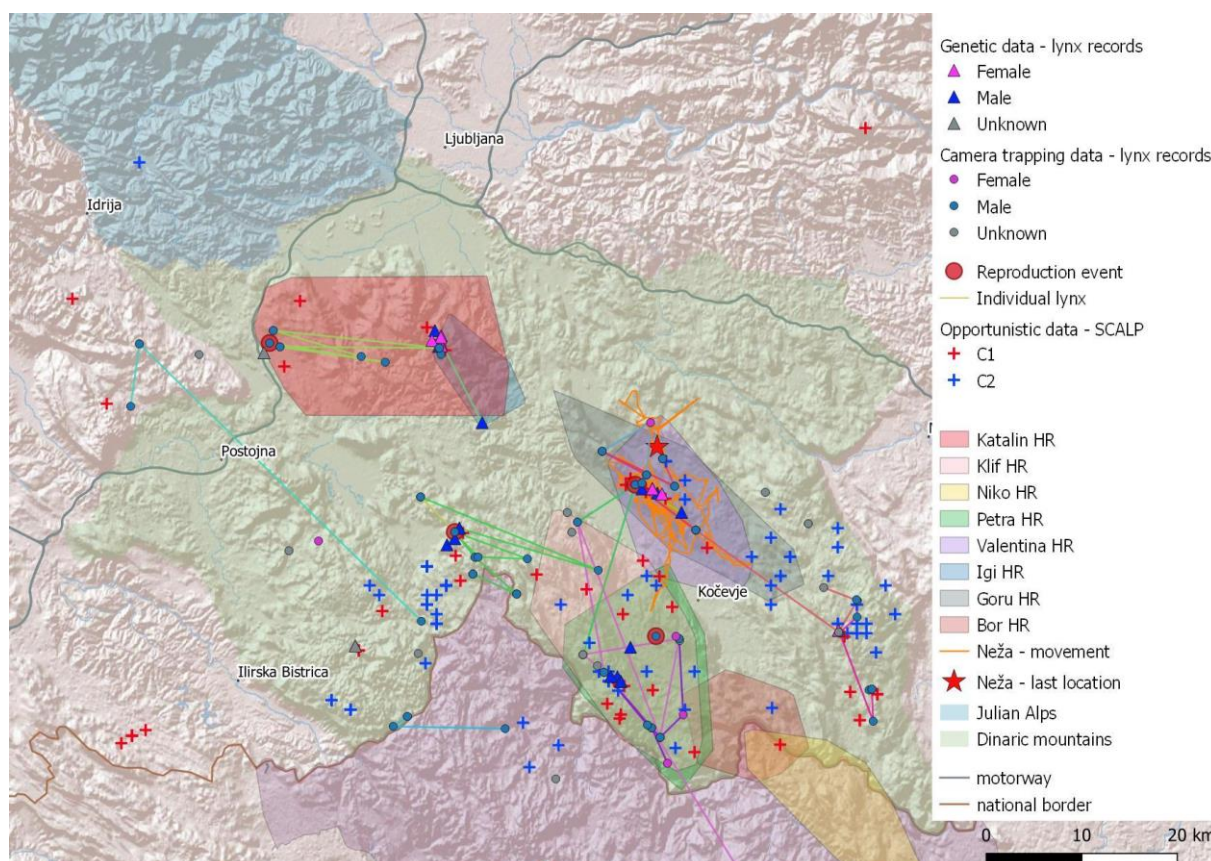 Genetic data - lynx records
Female
Male
Unknown
Camera trapping data - lynx records
Female
Male
Unknown
Reproduction event
Individual lynx
Opportunistic data - SCALP
C1
C2
Katalin HR
Klif HR
Niko HR
Petra HR
Valentina HR
Igi HR
Goru HR
Bor HR
Neža - movement
Neža - last location
Julian Alps
Dinaric mountains
motorway
national border
0 10 20 km
Ljubljana
Idrija
Postojna
Kočevje
Ilirska Bistrica